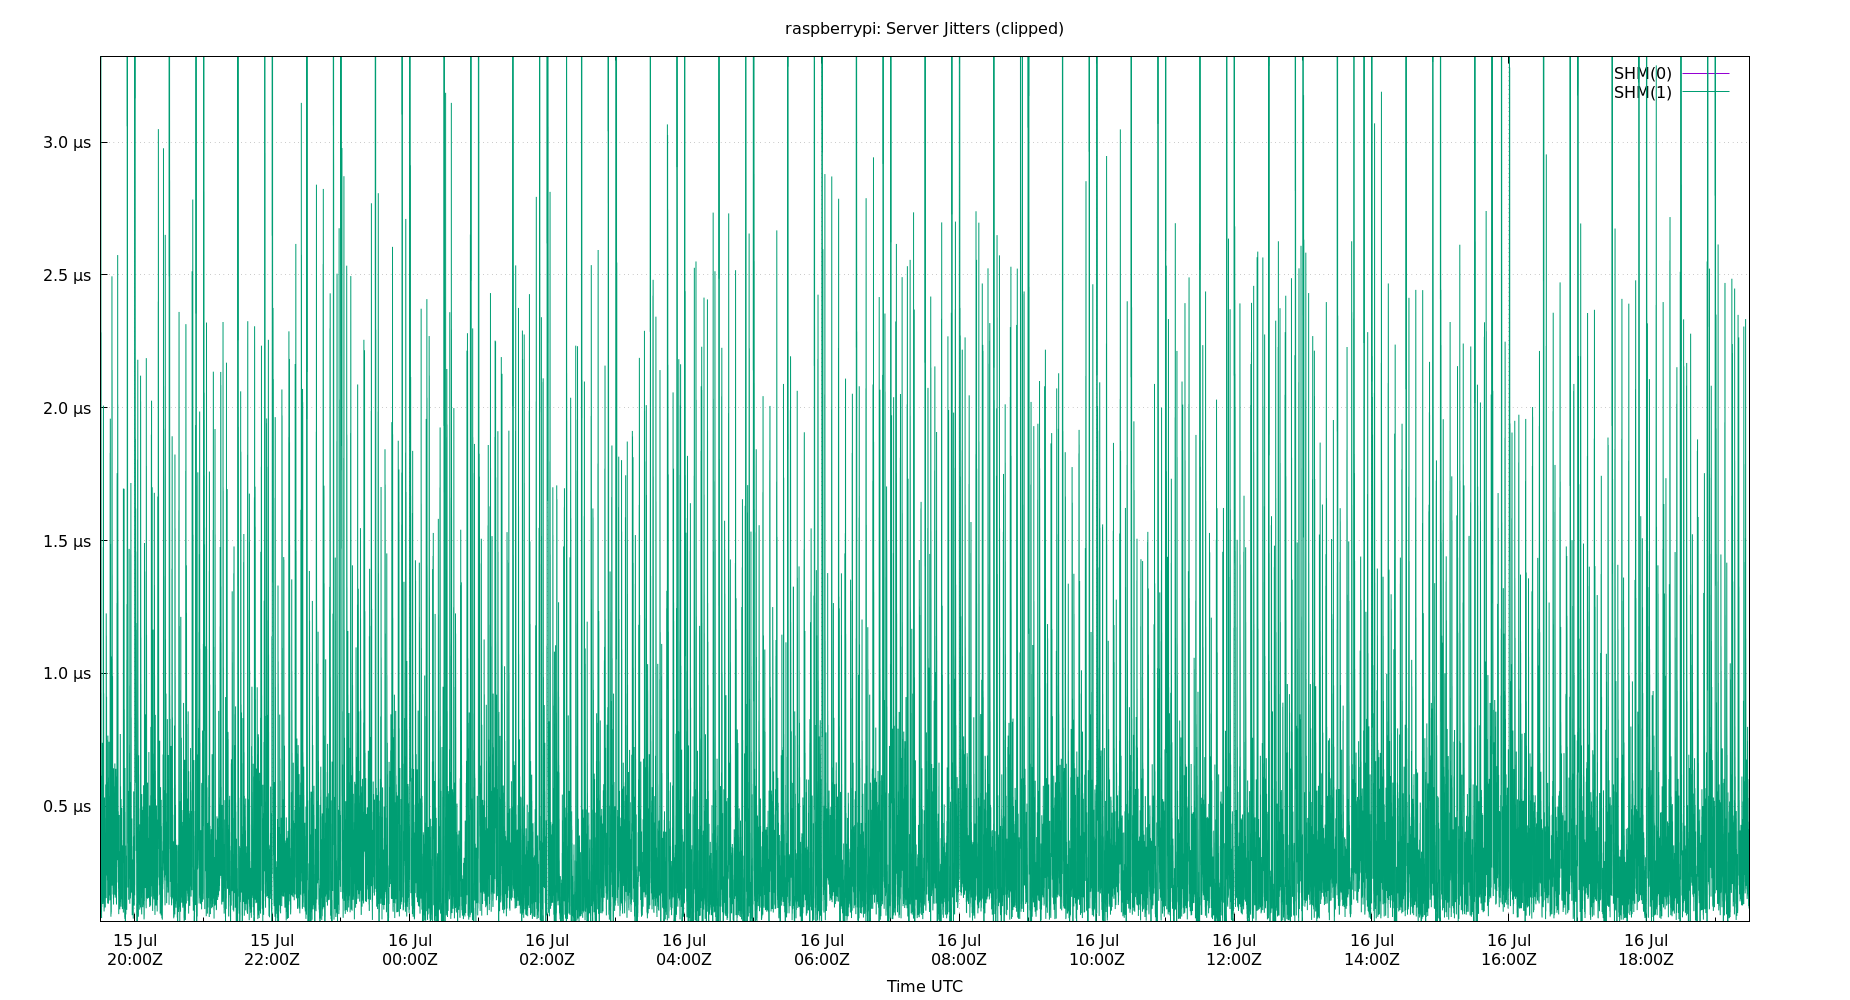 raspberrypi: Server Jitters (clipped)
SHM(0)
SHM(1)
3.0 µs
2.5 µs
2.0 µs
1.5 µs
1.0 µs
0.5 µs
15 Jul 15 Jul 16 Jul 16 Jul 16 Jul 16 Jul 16 Jul 16 Jul 16 Jul 16 Jul 16 Jul 16 Jul
20:00Z 22:00Z 00:00Z 02:00Z 04:00Z 06:00Z 08:00Z 10:00Z 12:00Z 14:00Z 16:00Z 18:00Z
Time UTC